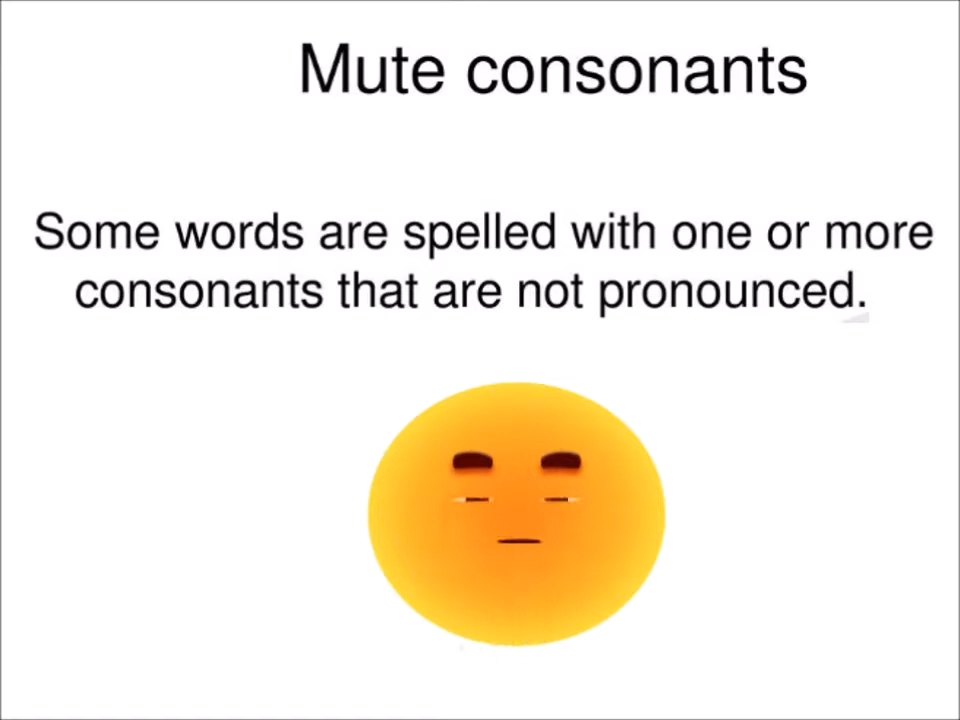 Mute consonants
Some words are spelled with one or more
consonants that are not pronounced.